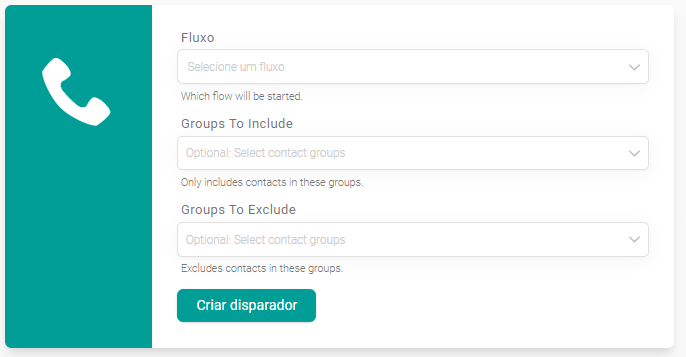 Fluxo
Selecione um fluxo
Which flow will be started.
Groups To Include
Optional: Select contact groups
Only includes contacts in these groups.
Groups To Exclude
Optional: Select contact groups
Excludes contacts in these groups.
Criar disparador